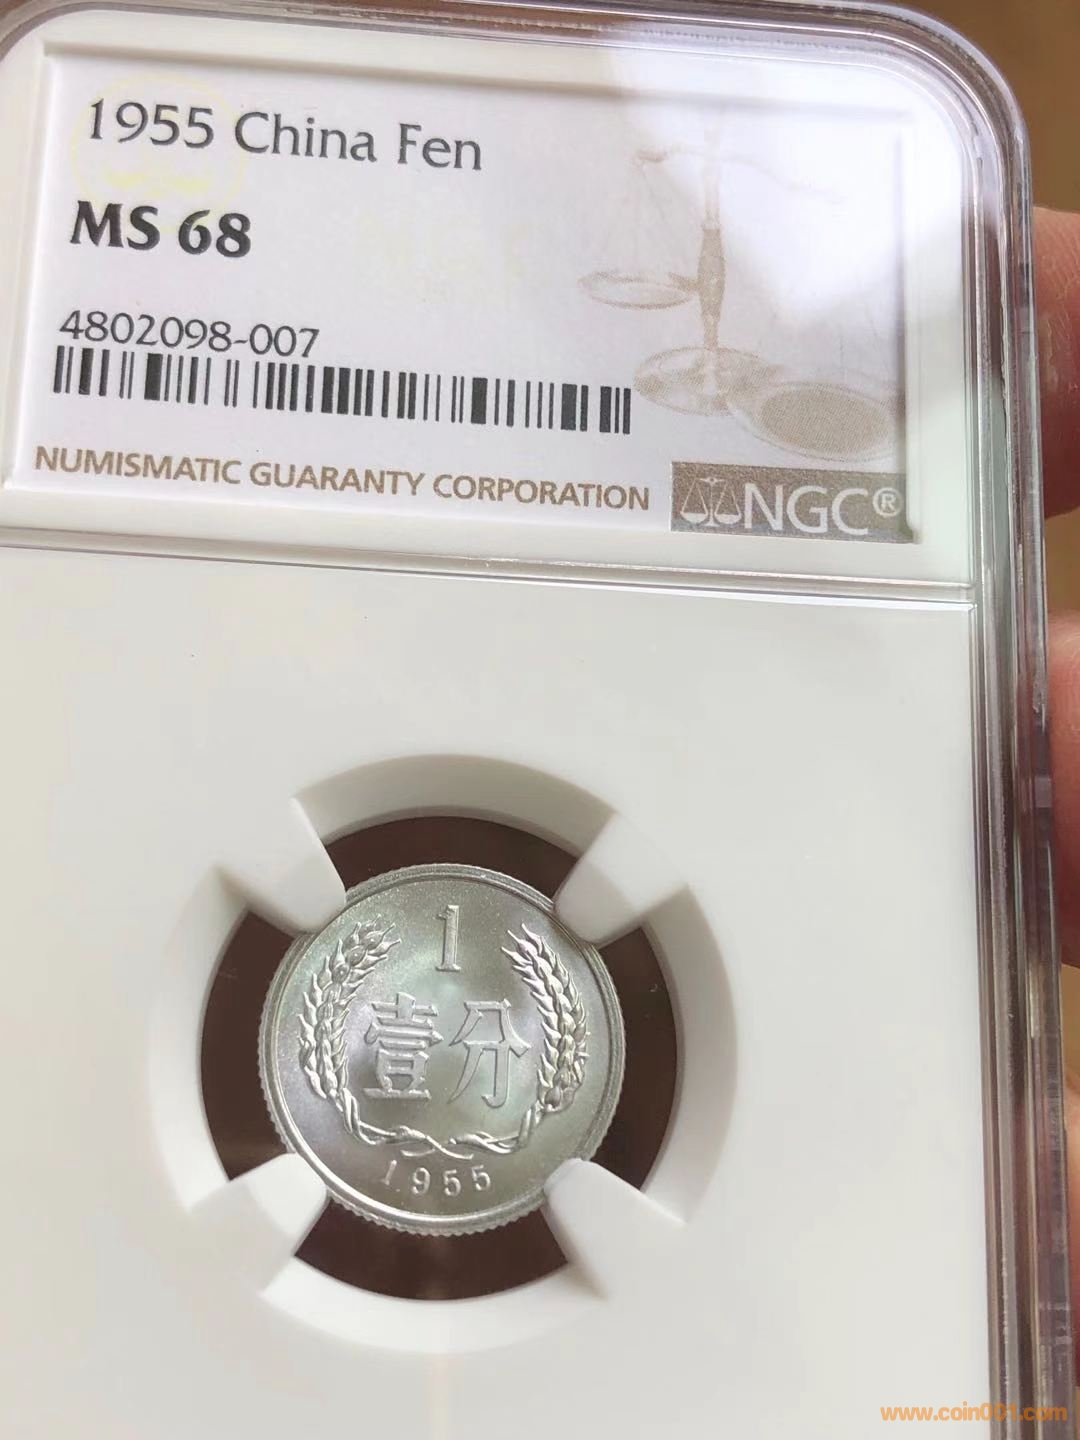 1955 China Fen
MS 68
4802098-007
NUMISMATIC GUARANTY CORPORATION
NGC®
1
壹分
1955
www.coin001.com